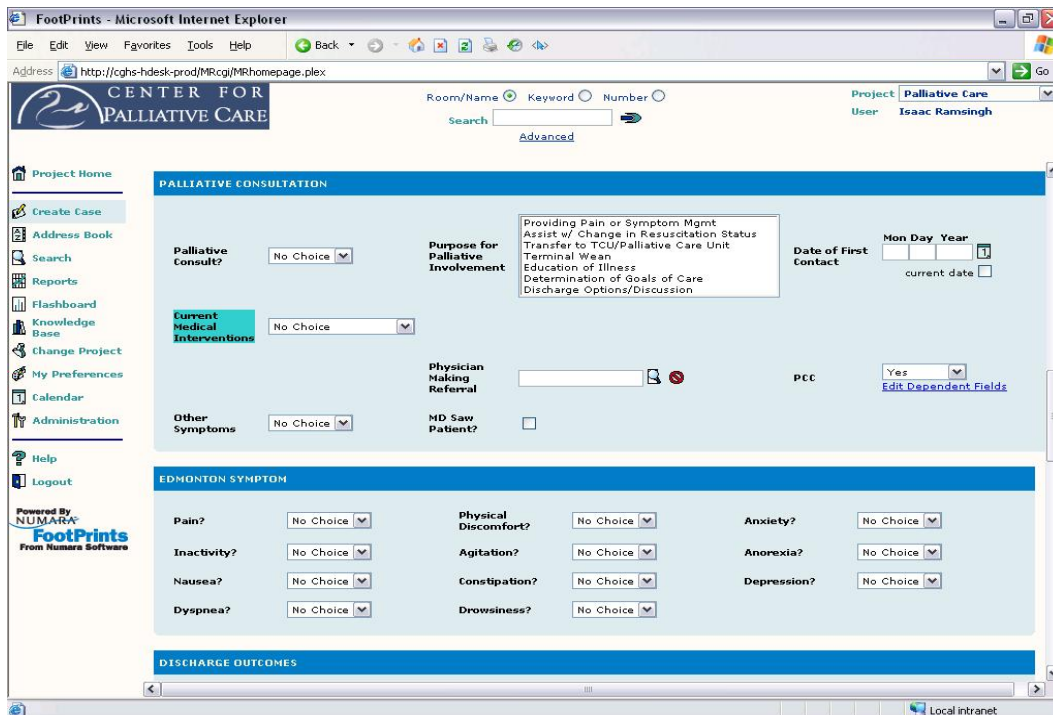 FootPrints - Microsoft Internet Explorer
File Edit View Favorites Tools Help Back
Address http://cghs-hdesk-prod/MRcgi/MRhomepage.plex Go
CENTER FOR
PALLIATIVE CARE
Room/Name Keyword Number
Search
Advanced
Project Palliative Care
User Isaac Ramsingh
Project Home
Create Case
Address Book
Search
Reports
Flashboard
Knowledge
Base
Change Project
My Preferences
Calendar
Administration
Help
Logout
Powered By
NUMARA
FootPrints
From Numara Software
PALLIATIVE CONSULTATION
Palliative
Consult?
No Choice
Purpose for
Palliative
Involvement
Providing Pain or Symptom Mgmt
Assist w/ Change in Resuscitation Status
Transfer to TCU/Palliative Care Unit
Terminal Wean
Education of Illness
Determination of Goals of Care
Discharge Options/Discussion
Date of First
Contact
Mon Day Year
current date
Current
Medical
Interventions
No Choice
Physician
Making
Referral
PCC
Yes
Edit Dependent Fields
Other
Symptoms
No Choice
MD Saw
Patient?
EDMONTON SYMPTOM
Pain? No Choice
Physical
Discomfort?
No Choice
Anxiety? No Choice
Inactivity? No Choice Agitation? No Choice Anorexia? No Choice
Nausea? No Choice Constipation? No Choice Depression? No Choice
Dyspnea? No Choice Drowsiness? No Choice
DISCHARGE OUTCOMES
Local intranet